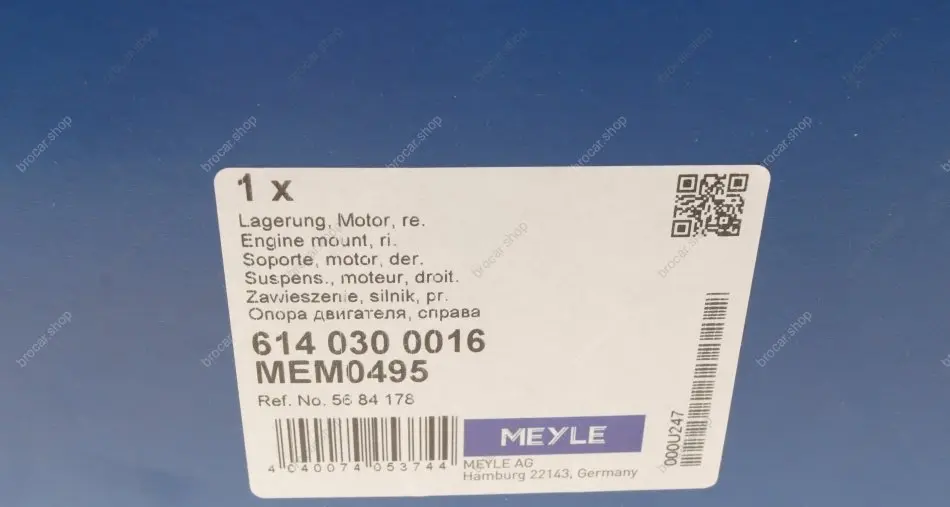 1 x
Lagerung, Motor, re.
Engine mount, ri.
Soporte, motor, der.
Suspens., moteur, droit.
Zawieszenie, silnik, pr.
Опора двигателя, справа
614 030 0016
MEM0495
Ref. No. 56 84 178
4 040074 053744
MEYLE
MEYLE AG
Hamburg 22143, Germany
000U247
brocar.shop